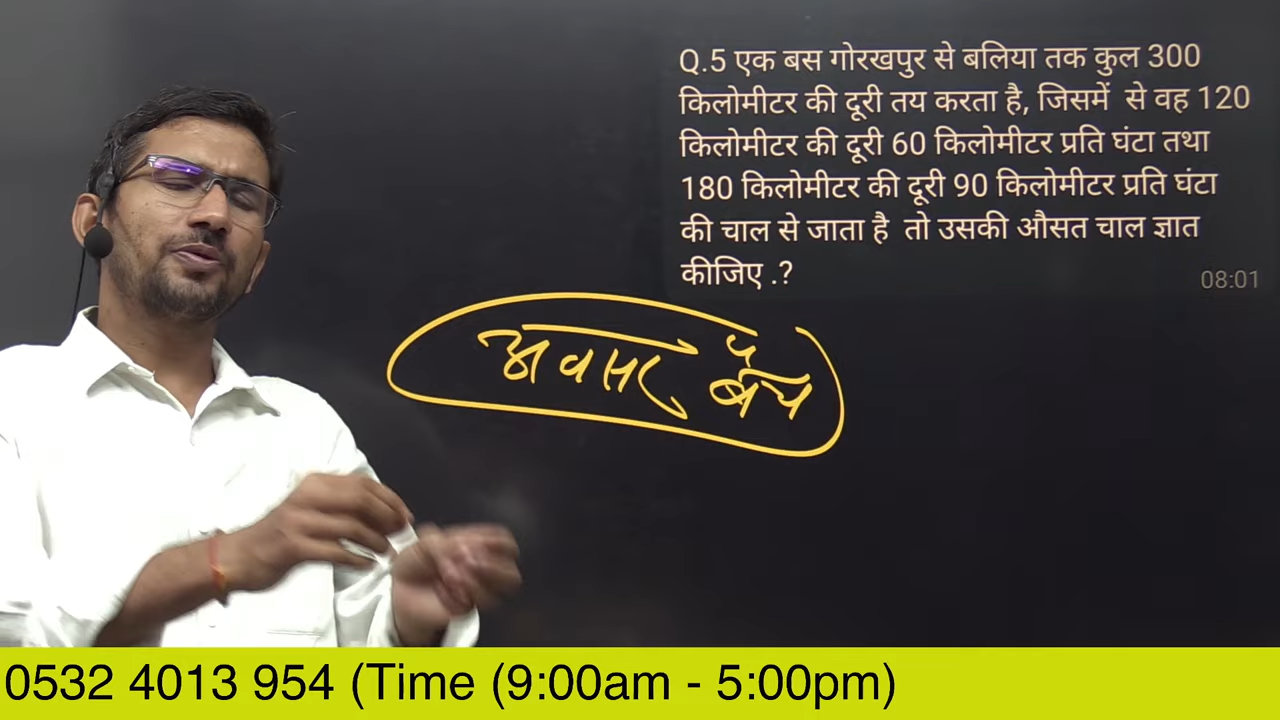 Q.5 एक बस गोरखपुर से बलिया तक कुल 300
किलोमीटर की दूरी तय करता है, जिसमें से वह 120
किलोमीटर की दूरी 60 किलोमीटर प्रति घंटा तथा
180 किलोमीटर की दूरी 90 किलोमीटर प्रति घंटा
की चाल से जाता है तो उसकी औसत चाल ज्ञात
कीजिए .?
08:01
अवसर
बैच
0532 4013 954 (Time (9:00am - 5:00pm)